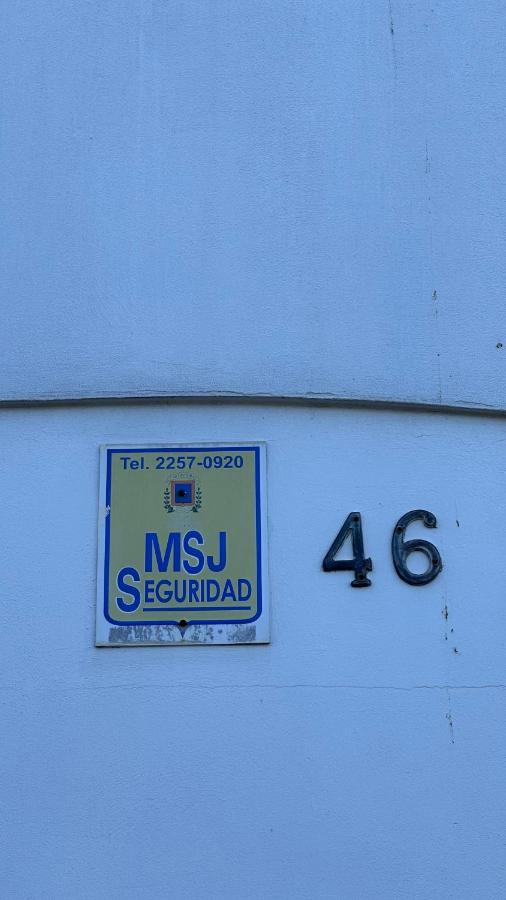 Tel. 2257-0920
MSJ
SEGURIDAD
46